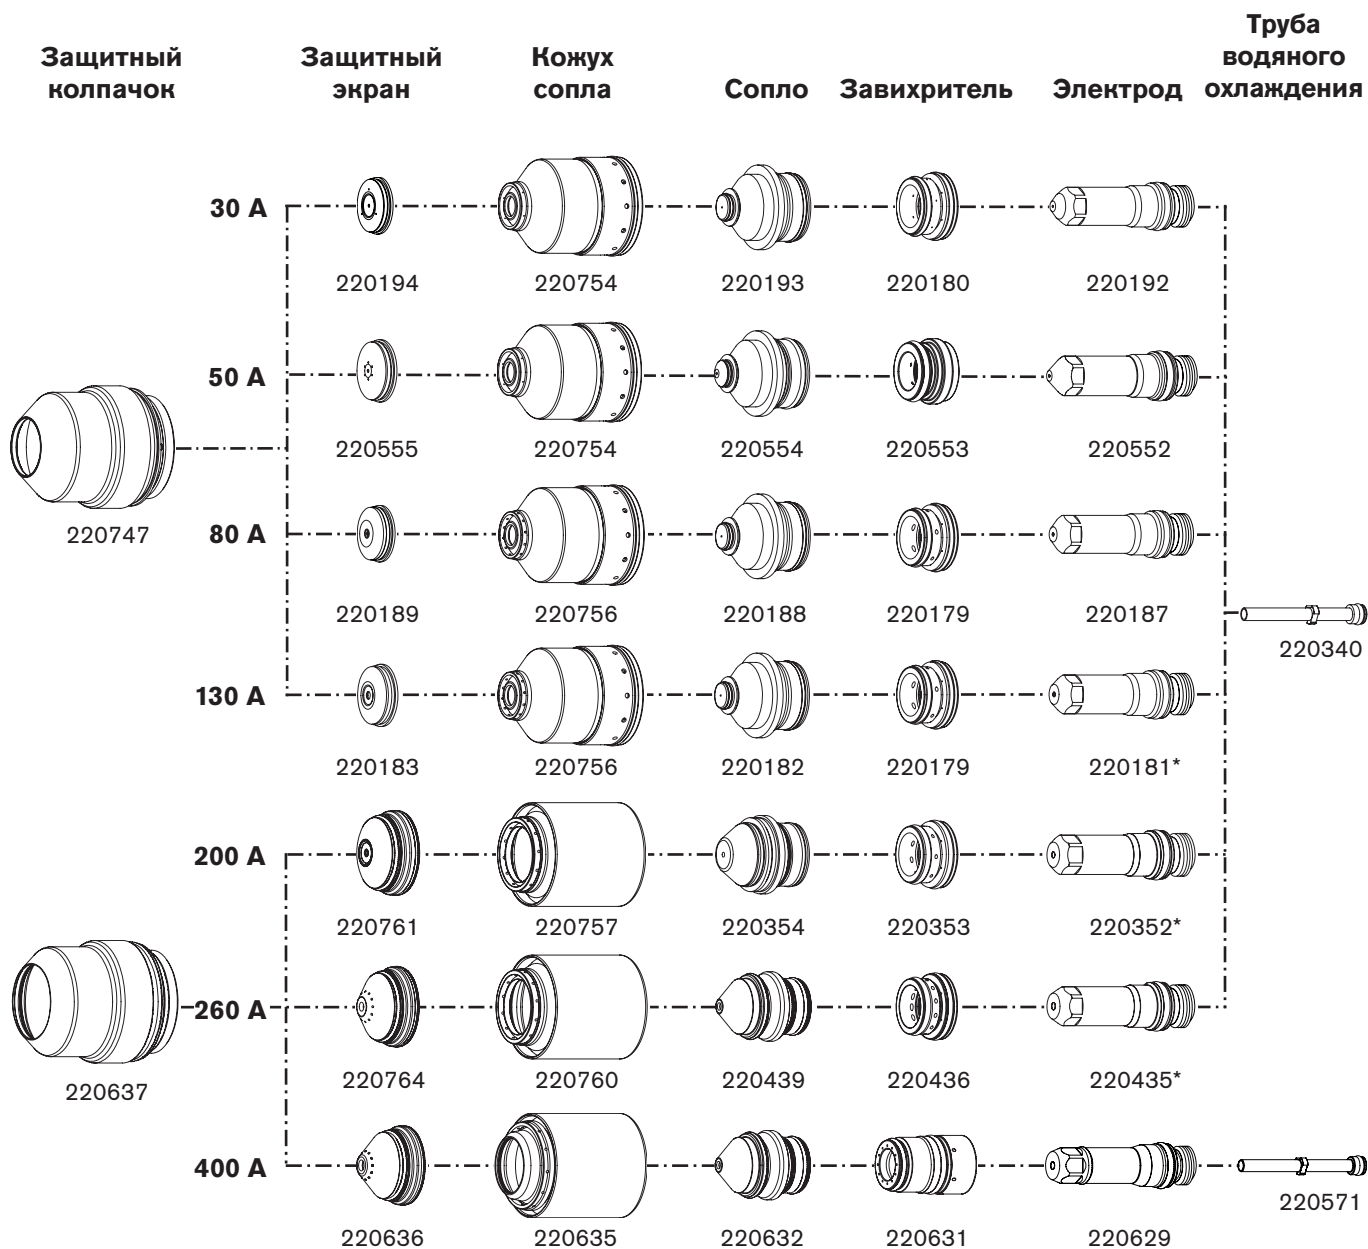 Защитный
колпачок
Защитный
экран
Кожух
сопла
Сопло
Завихритель
Электрод
Труба
водяного
охлаждения
30 А
220194
220754
220193
220180
220192
50 А
220555
220754
220554
220553
220552
220747
80 А
220189
220756
220188
220179
220187
220340
130 А
220183
220756
220182
220179
220181*
200 А
220761
220757
220354
220353
220352*
220637
260 А
220764
220760
220439
220436
220435*
400 А
220636
220635
220632
220631
220629
220571